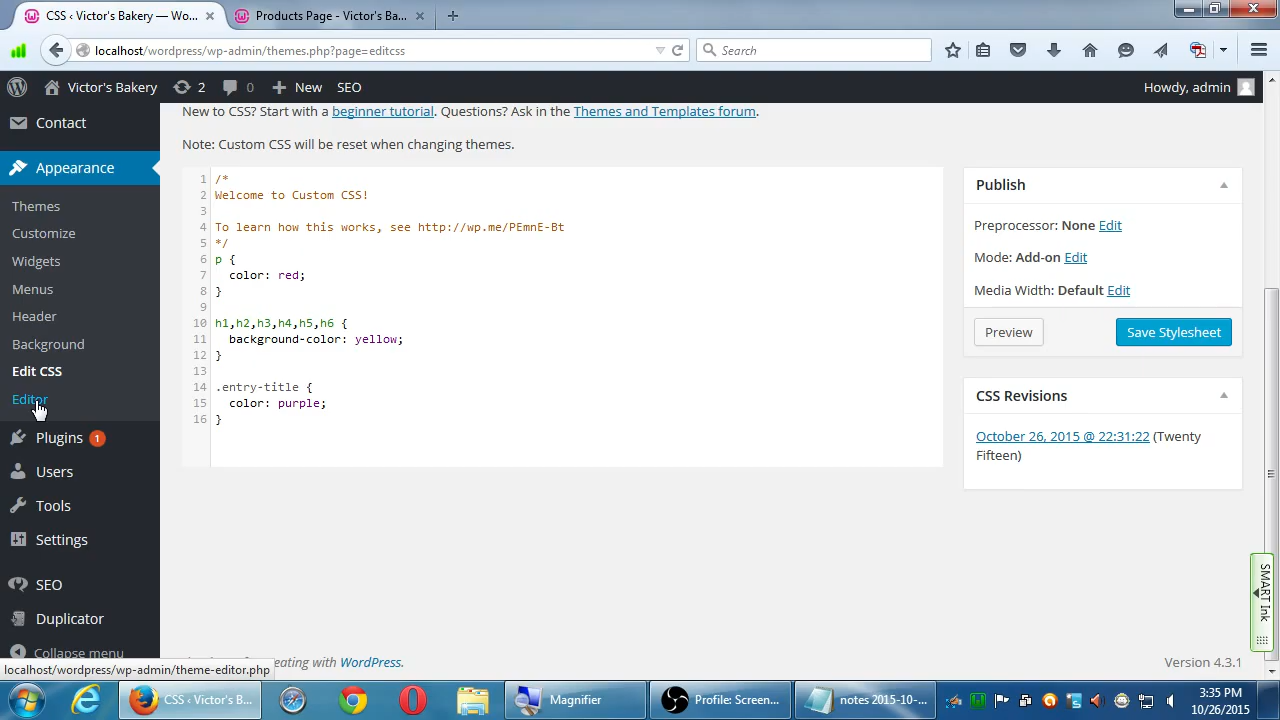 CSS ‹ Victor's Bakery — Wo...
Products Page - Victor's Ba...
localhost/wordpress/wp-admin/themes.php?page=editcss
Search
Victor's Bakery
2
0
New
SEO
Howdy, admin
Contact
Appearance
Themes
Customize
Widgets
Menus
Header
Background
Edit CSS
Editor
Plugins 1
Users
Tools
Settings
SEO
Duplicator
Collapse menu
New to CSS? Start with a beginner tutorial. Questions? Ask in the Themes and Templates forum.
Note: Custom CSS will be reset when changing themes.
1 /*
2 Welcome to Custom CSS!
3
4 To learn how this works, see http://wp.me/PEmnE-Bt
5 */
6 p {
7 color: red;
8 }
9
10 h1,h2,h3,h4,h5,h6 {
11 background-color: yellow;
12 }
13
14 .entry-title {
15 color: purple;
16 }
Publish
Preprocessor: None Edit
Mode: Add-on Edit
Media Width: Default Edit
Preview
Save Stylesheet
CSS Revisions
October 26, 2015 @ 22:31:22 (Twenty
Fifteen)
SMART Ink
eating with WordPress.
Version 4.3.1
localhost/wordpress/wp-admin/theme-editor.php
CSS ‹ Victor's B...
Magnifier
Profile: Screen...
notes 2015-10-...
3:35 PM
10/26/2015